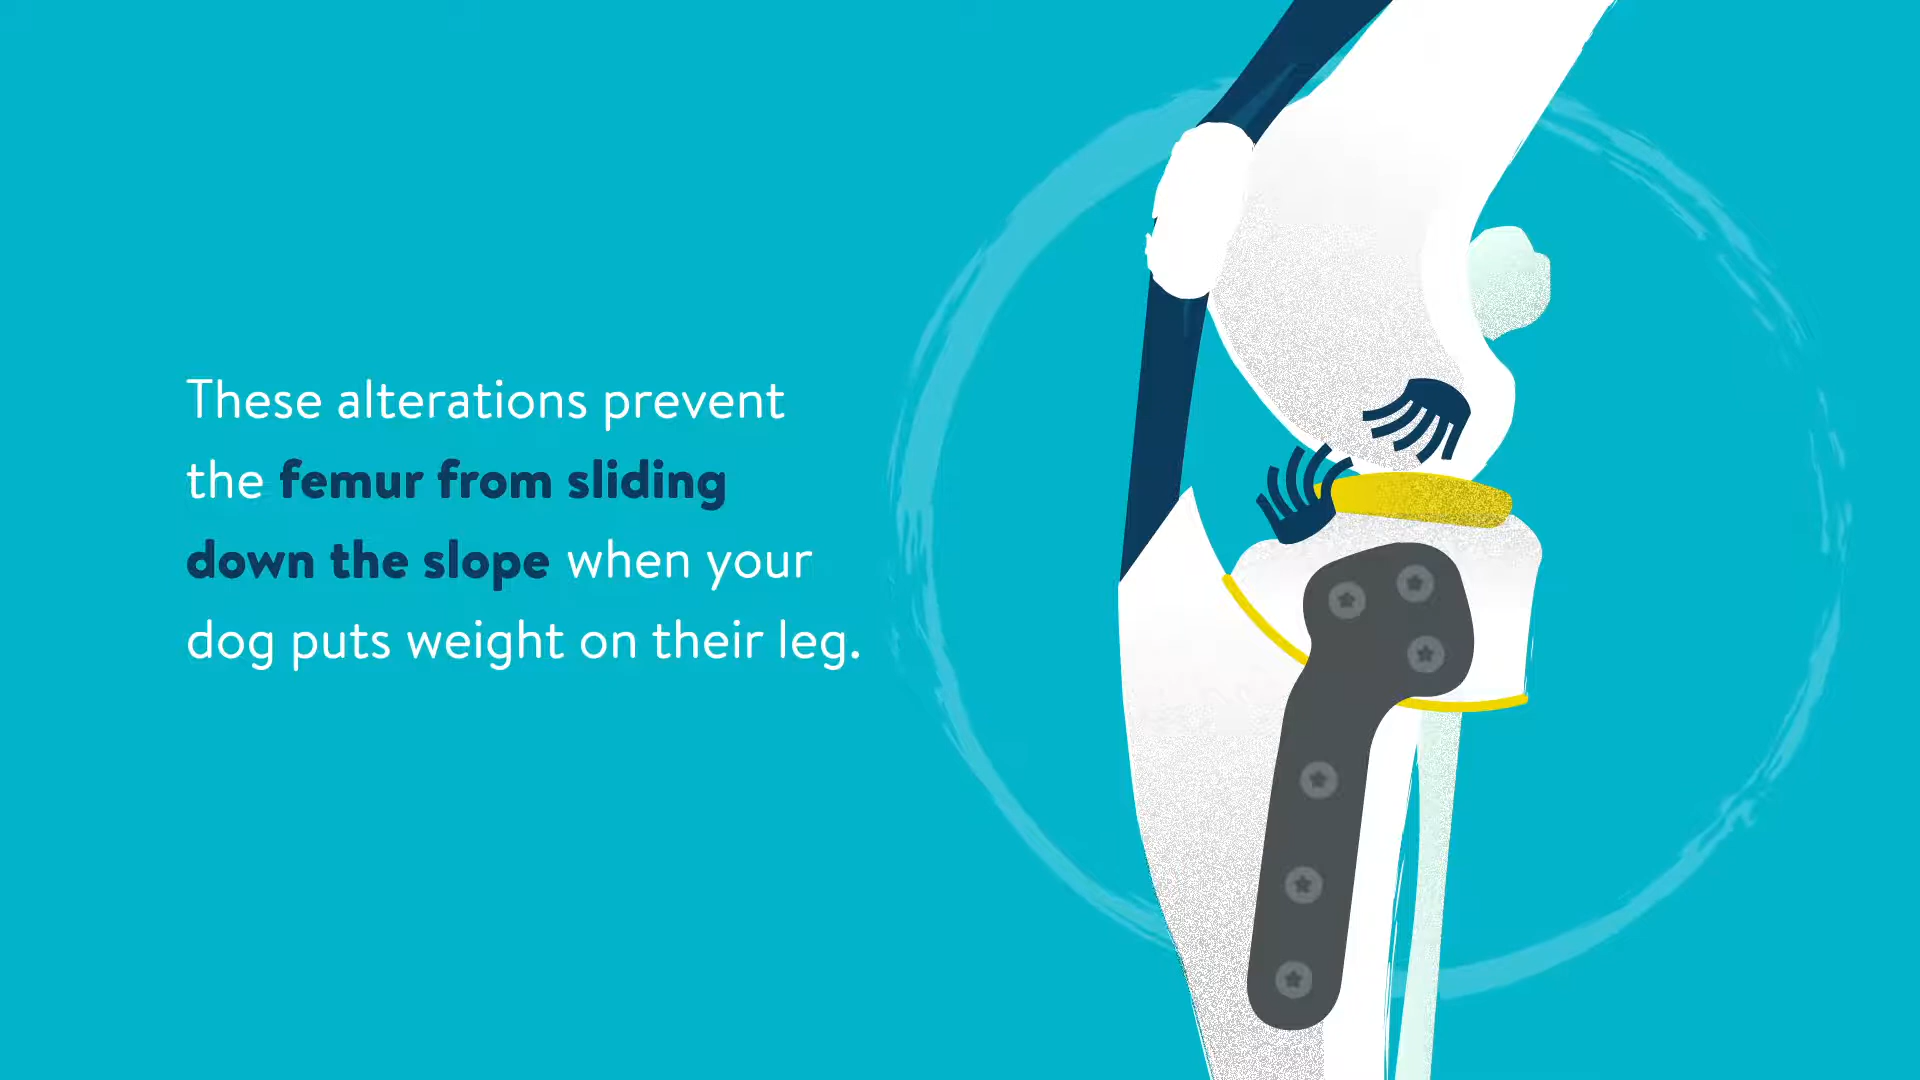 These alterations prevent
the femur from sliding
down the slope when your
dog puts weight on their leg.